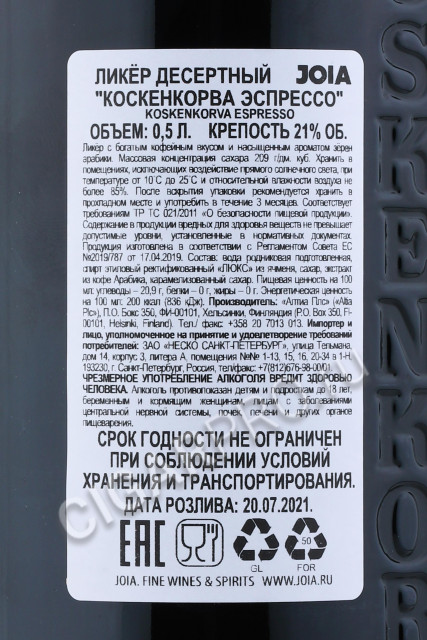 ЛИКЁР ДЕСЕРТНЫЙ JOIA
"КОСКЕНКОРВА ЭСПРЕССО"
KOSKENKORVA ESPRESSO
ОБЪЕМ: 0,5 Л. КРЕПОСТЬ 21% ОБ.
Ликёр с богатым кофейным вкусом и насыщенным ароматом зёрен
арабики. Массовая концентрация сахара 209 г/дм. куб. Хранить в
помещениях, исключающих воздействие прямого солнечного света, при
температуре от 10˚C до 25˚C и относительной влажности воздуха не
более 85%. После вскрытия упаковки рекомендуется хранить в
прохладном месте и употребить в течение 3 месяцев. Соответствует
требованиям ТР ТС 021/2011 «О безопасности пищевой продукции».
Содержание в продукции вредных для здоровья веществ не превышает
допустимые уровни, установленные в нормативных документах.
Продукция изготовлена в соответствии с Регламентом Совета ЕС
№2019/787 от 17.04.2019. Состав: вода родниковая подготовленная,
спирт этиловый ректификованный «ЛЮКС» из ячменя, сахар, экстракт
из кофе Арабика, карамелизованный сахар. Пищевая ценность на 100
мл.: углеводы – 20,9 г, белки – 0 г, жиры – 0 г. Энергетическая ценность
на 100 мл: 200 ккал (836 Дж). Производитель: «Алтиа Плс» («Altia
Plc»), П.О. Бокс 350, ФИ-00101, Хельсинки, Финляндия (P.O. Box 350, FI-
00101, Helsinki, Finland). Тел./ факс: +358 20 7013 013. Импортер и
лицо, уполномоченное на принятие и удовлетворение требований
потребителей: ЗАО «НЕСКО САНКТ-ПЕТЕРБУРГ», улица Тельмана,
дом 14, корпус 3, литера А, помещения №№ 1-13, 15, 16, 20-34 в 1-Н,
193230, г. Санкт-Петербург, Россия, тел/факс: +7(812)676-98-00()
ЧРЕЗМЕРНОЕ УПОТРЕБЛЕНИЕ АЛКОГОЛЯ ВРЕДИТ ЗДОРОВЬЮ
ЧЕЛОВЕКА. Алкоголь противопоказан детям и подросткам до 18 лет,
беременным и кормящим женщинам, лицам с заболеваниями
центральной нервной системы, почек, печени и других органов
пищеварения.
СРОК ГОДНОСТИ НЕ ОГРАНИЧЕН
ПРИ СОБЛЮДЕНИИ УСЛОВИЙ
ХРАНЕНИЯ И ТРАНСПОРТИРОВАНИЯ.
ДАТА РОЗЛИВА: 20.07.2021.
EAC
50
GL FOR
JOIA. FINE WINES & SPIRITS WWW.JOIA.RU
SKENKOR
CIGARPRO.RU